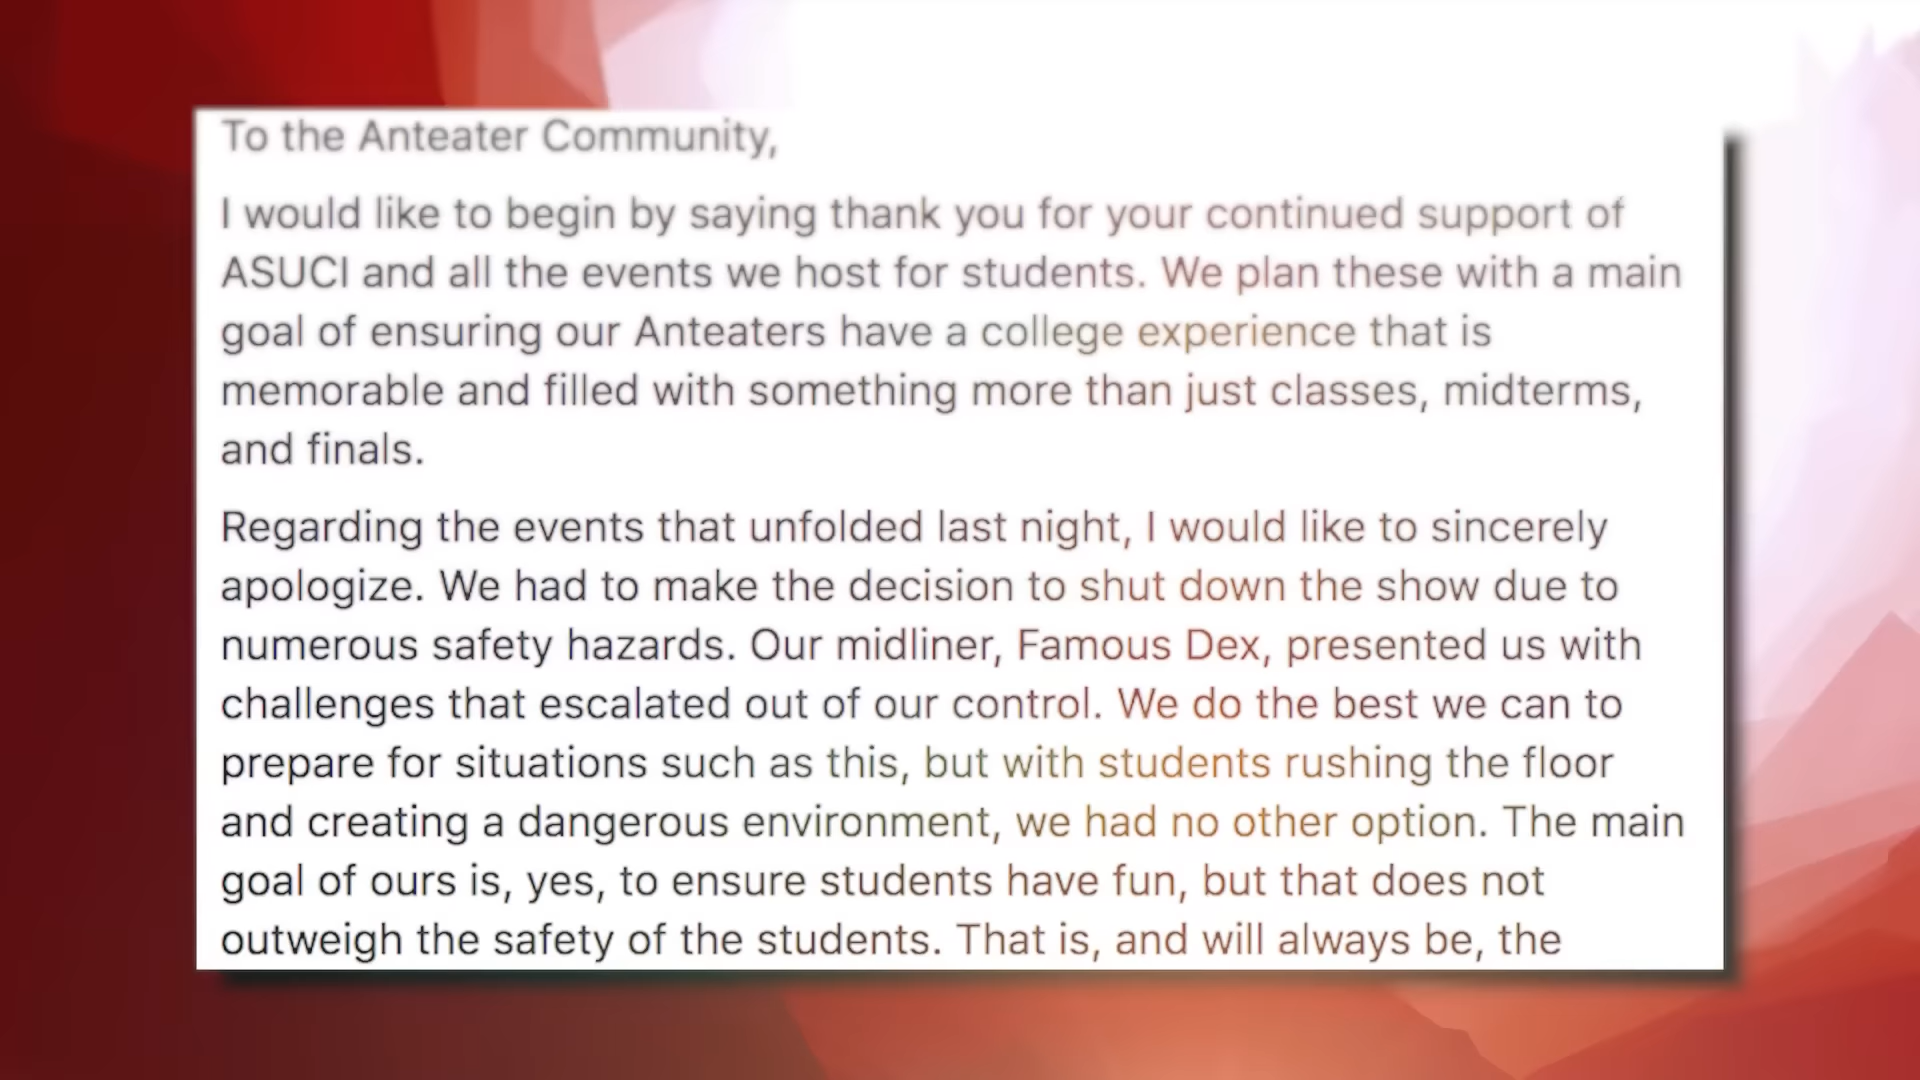 To the Anteater Community,
I would like to begin by saying thank you for your continued support of
ASUCI and all the events we host for students. We plan these with a main
goal of ensuring our Anteaters have a college experience that is
memorable and filled with something more than just classes, midterms,
and finals.
Regarding the events that unfolded last night, I would like to sincerely
apologize. We had to make the decision to shut down the show due to
numerous safety hazards. Our midliner, Famous Dex, presented us with
challenges that escalated out of our control. We do the best we can to
prepare for situations such as this, but with students rushing the floor
and creating a dangerous environment, we had no other option. The main
goal of ours is, yes, to ensure students have fun, but that does not
outweigh the safety of the students. That is, and will always be, the